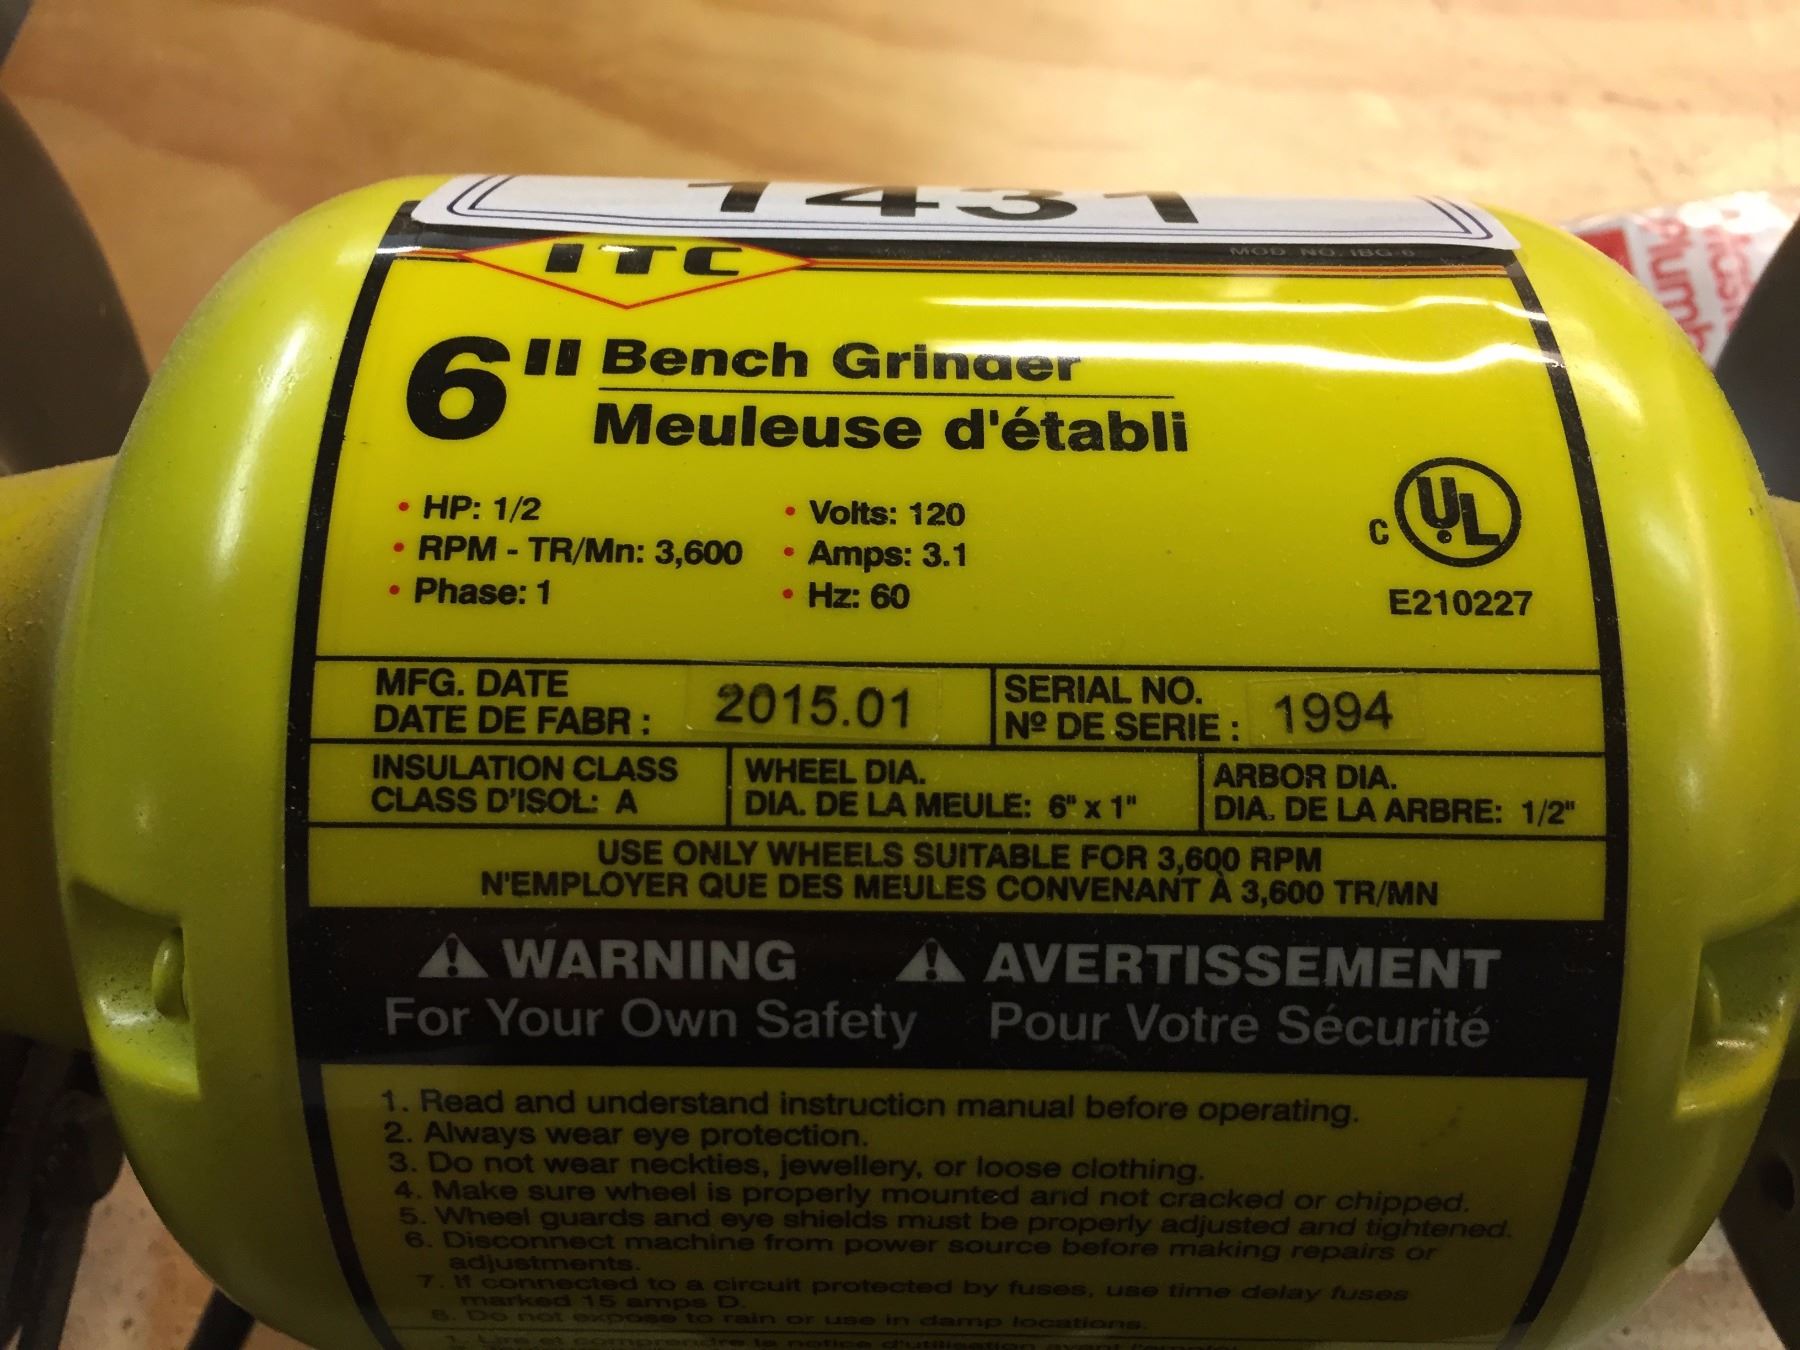 1431
ITC
MOD. NO. IBG-6
6" Bench Grinder
Meuleuse d'établi
• HP: 1/2
• Volts: 120
• RPM - TR/Mn: 3,600
• Amps: 3.1
• Phase: 1
• Hz: 60
C UL
E210227
MFG. DATE
DATE DE FABR : 2015.01
SERIAL NO.
Nº DE SERIE : 1994
INSULATION CLASS
CLASS D'ISOL: A
WHEEL DIA.
DIA. DE LA MEULE: 6" x 1"
ARBOR DIA.
DIA. DE LA ARBRE: 1/2"
USE ONLY WHEELS SUITABLE FOR 3,600 RPM
N'EMPLOYER QUE DES MEULES CONVENANT À 3,600 TR/MN
WARNING
For Your Own Safety
AVERTISSEMENT
Pour Votre Sécurité
1. Read and understand instruction manual before operating.
2. Always wear eye protection.
3. Do not wear neckties, jewellery, or loose clothing.
4. Make sure wheel is properly mounted and not cracked or chipped.
5. Wheel guards and eye shields must be properly adjusted and tightened.
6. Disconnect machine from power source before making repairs or
adjustments.
7. If connected to a circuit protected by fuses, use time delay fuses
marked 15 amps D.
8. Do not expose to rain or use in damp locations.
1. Lire et comprendre la notice d'utilisation avant